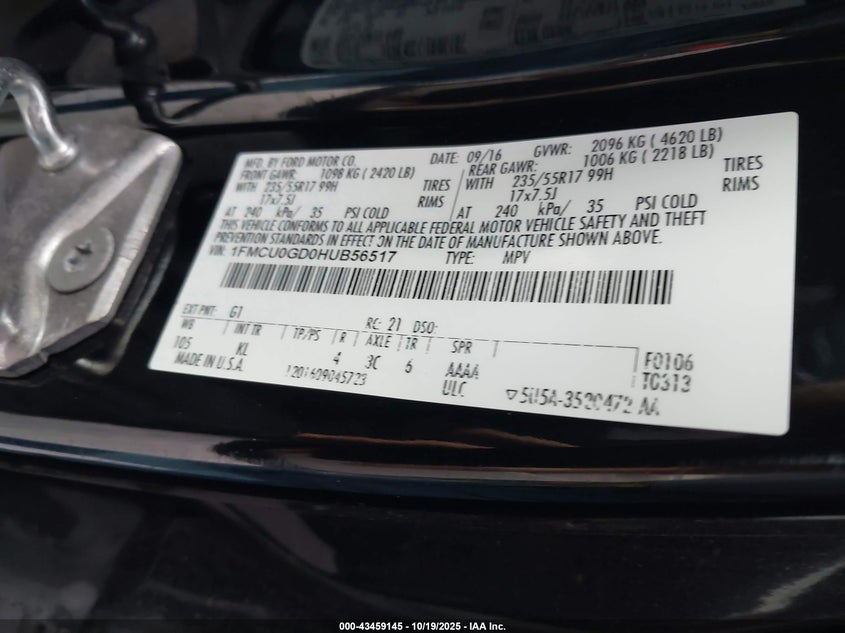 MFD. BY FORD MOTOR CO. DATE: 09/16 GVWR: 2096 KG ( 4620 LB)
FRONT GAWR: 1098 KG ( 2420 LB) REAR GAWR: 1006 KG ( 2218 LB)
WITH 235/55R17 99H TIRES WITH 235/55R17 99H TIRES
17x7.5J RIMS 17x7.5J RIMS
AT 240 kPa/ 35 PSI COLD AT 240 kPa/ 35 PSI COLD
THIS VEHICLE CONFORMS TO ALL APPLICABLE FEDERAL MOTOR VEHICLE SAFETY AND THEFT
PREVENTION STANDARDS IN EFFECT ON THE DATE OF MANUFACTURE SHOWN ABOVE.
VIN: 1FMCU0GD0HUB56517 TYPE: MPV
EXT PNT: G1 RC: 21 DSO:
WB INT TR TP/PS R AXLE TR SPR
105 KL 4 3C 6 AAAA F0106
MADE IN U.S.A. 1201609045723 ULC T0313
5U5A-3520472 AA
000-43459145 - 10/19/2025 - IAA Inc.